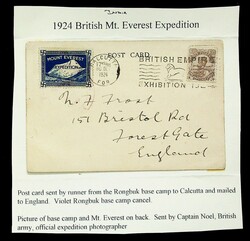 1924 British Mt. Everest Expedition
POST CARD
MOUNT EVEREST
EXPEDITION
CALCUTTA
1924
BRITISH EMPIRE
EXHIBITION
N. F. Frost
151 Bristol Rd
Forest Gate
England
Post card sent by runner from the Rongbuk base camp to Calcutta and mailed
to England. Violet Rongbuk base camp cancel.
Picture of base camp and Mt. Everest on back. Sent by Captain Noel, British
army, official expedition photographer